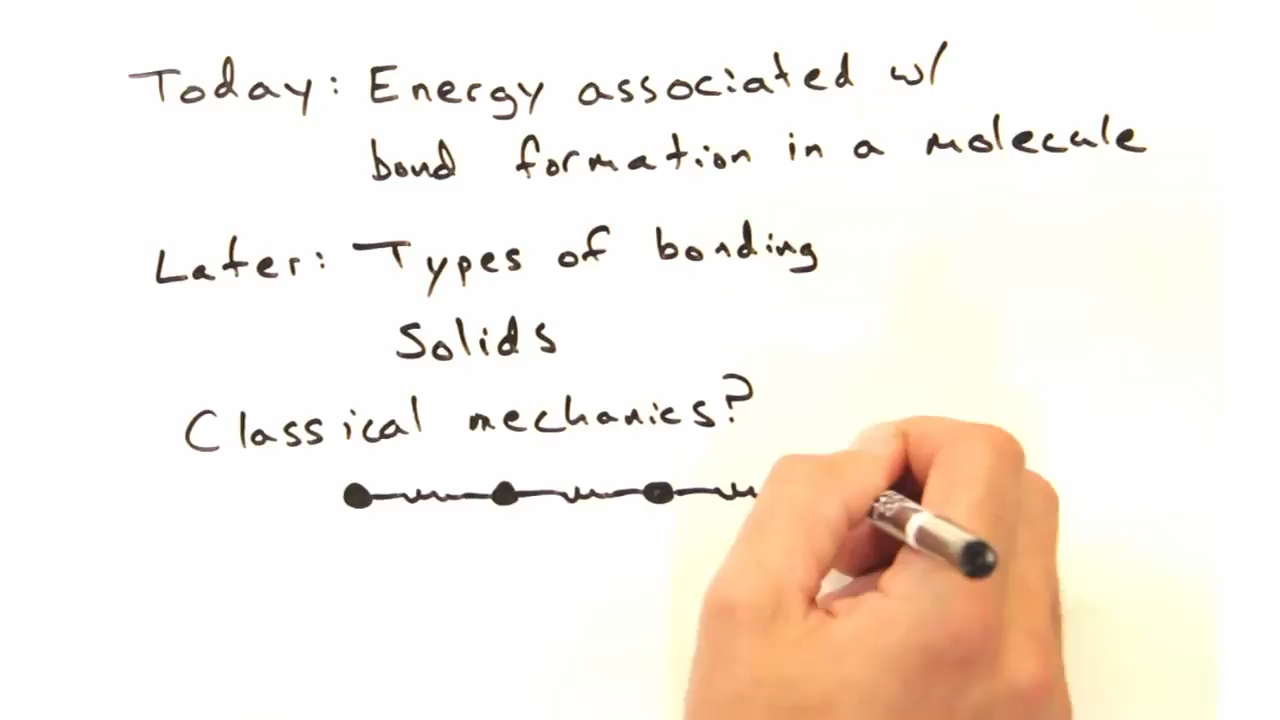 Today: Energy associated w/
bond formation in a molecule
Later: Types of bonding
Solids
Classical mechanics?